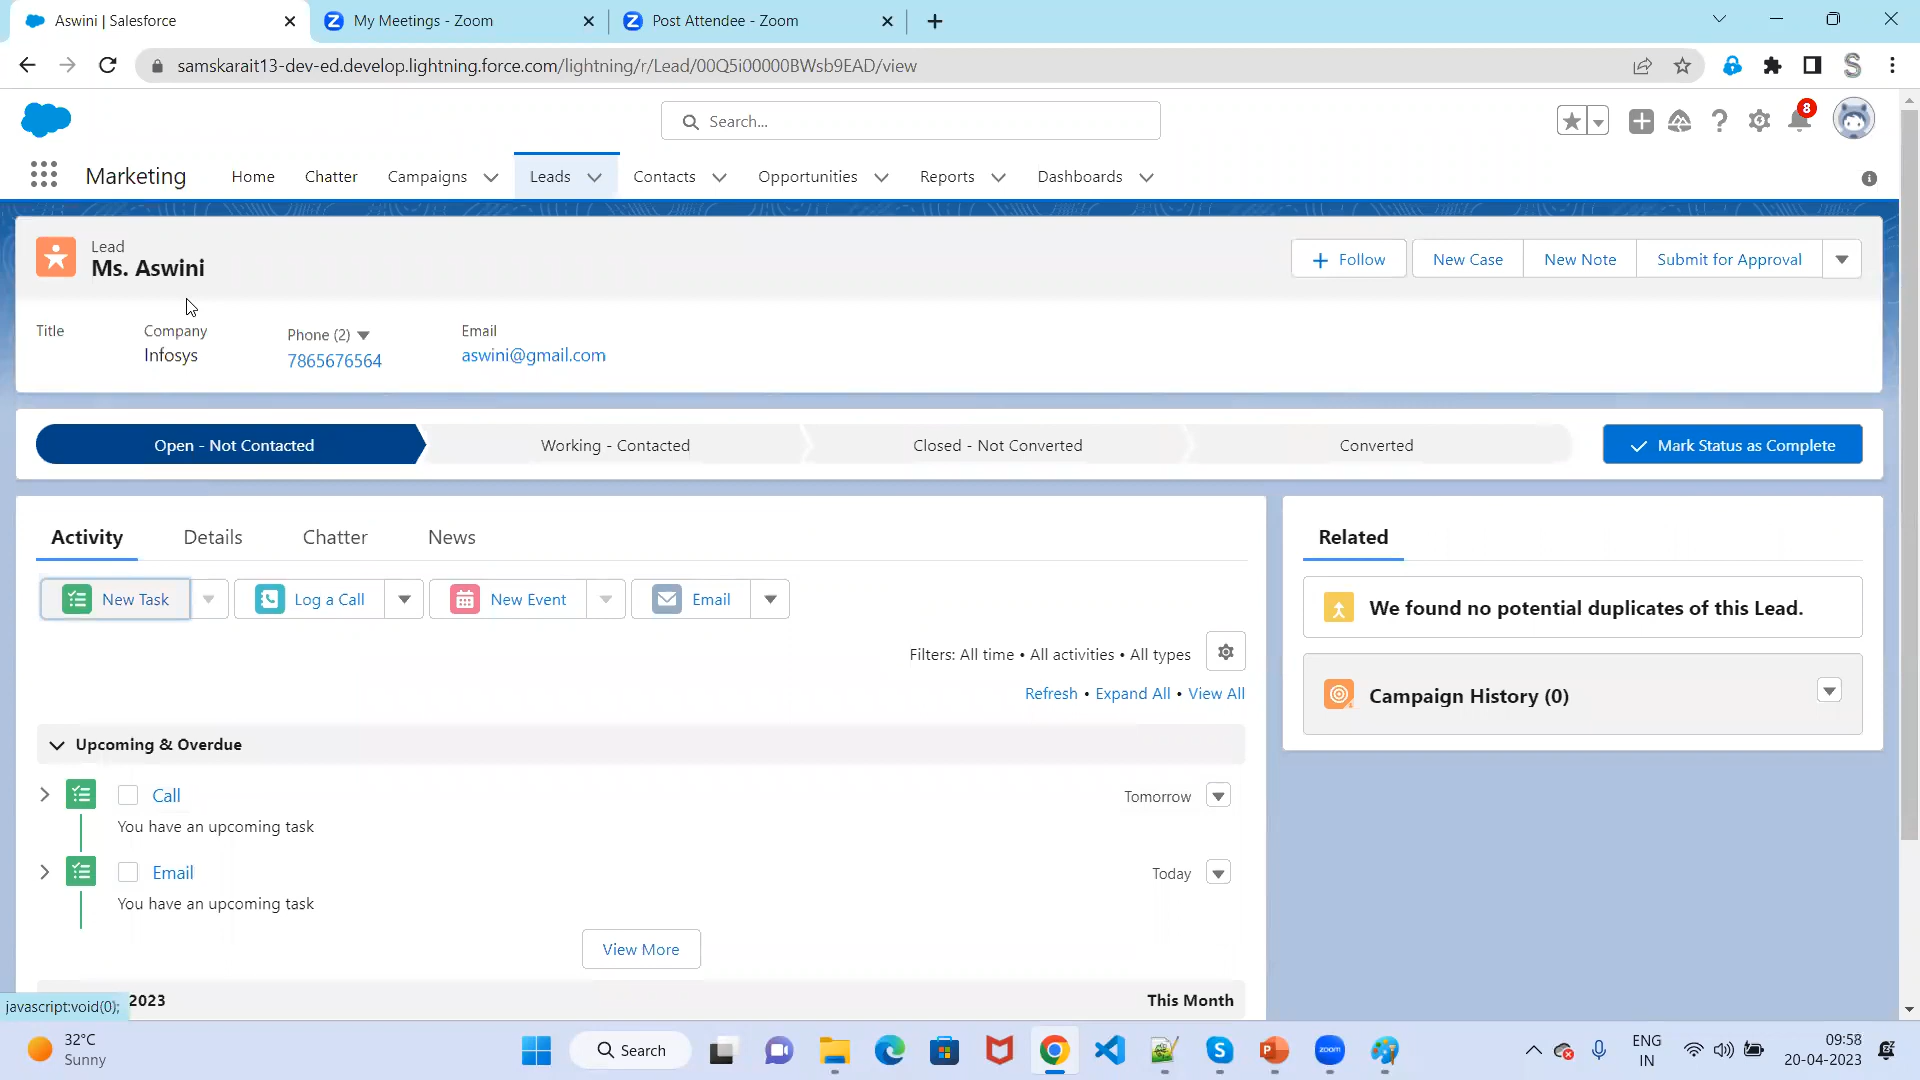 Aswini | Salesforce
My Meetings - Zoom
Post Attendee - Zoom
samskarait13-dev-ed.develop.lightning.force.com/lightning/r/Lead/00Q5i00000BWsb9EAD/view
Search...
8
Marketing
Home
Chatter
Campaigns
Leads
Contacts
Opportunities
Reports
Dashboards
Lead
Ms. Aswini
Follow
New Case
New Note
Submit for Approval
Title
Company
Infosys
Phone (2)
7865676564
Email
aswini@gmail.com
Open - Not Contacted
Working - Contacted
Closed - Not Converted
Converted
Mark Status as Complete
Activity
Details
Chatter
News
Related
New Task
Log a Call
New Event
Email
We found no potential duplicates of this Lead.
Filters: All time • All activities • All types
Refresh • Expand All • View All
Campaign History (0)
Upcoming & Overdue
Call
Tomorrow
You have an upcoming task
Email
Today
You have an upcoming task
View More
javascript:void(0);
2023
This Month
32°C
Sunny
Search
zoom
ENG
IN
09:58
20-04-2023